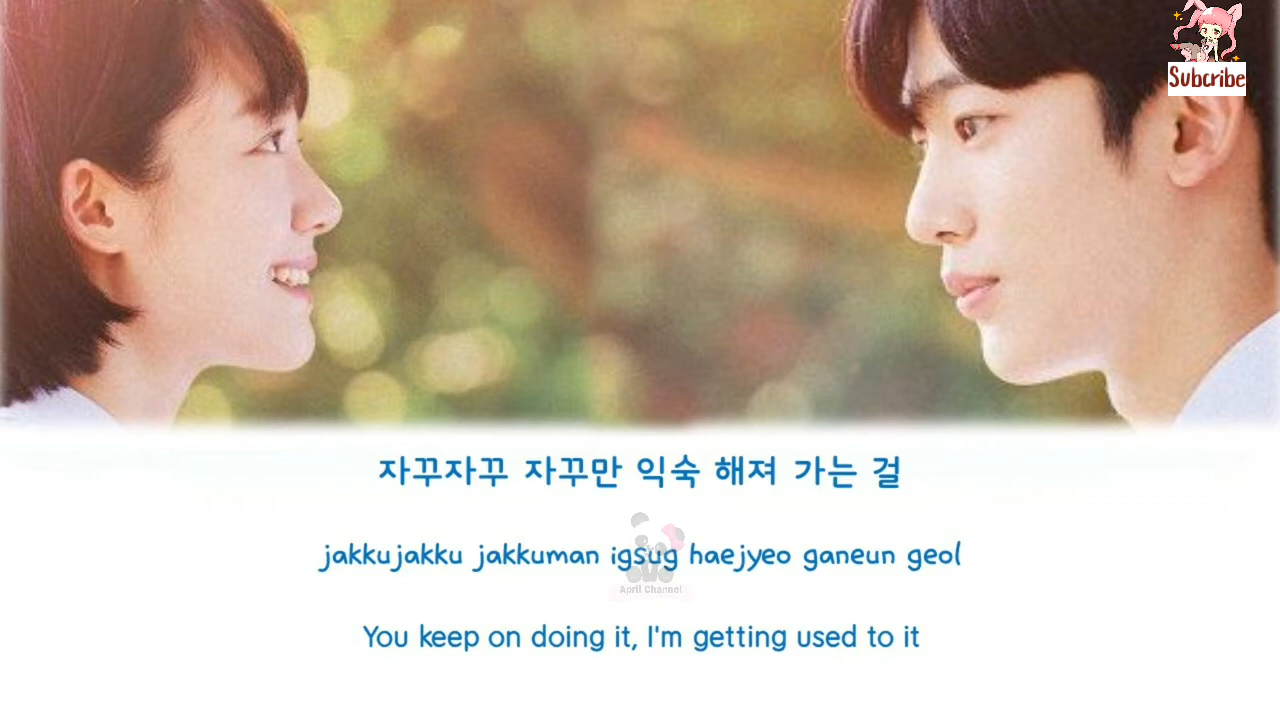 Subcribe
자꾸자꾸 자꾸만 익숙 해져 가는 걸
jakkujakku jakkuman igsug haejyeo ganeun geol
April Channel
You keep on doing it, I'm getting used to it